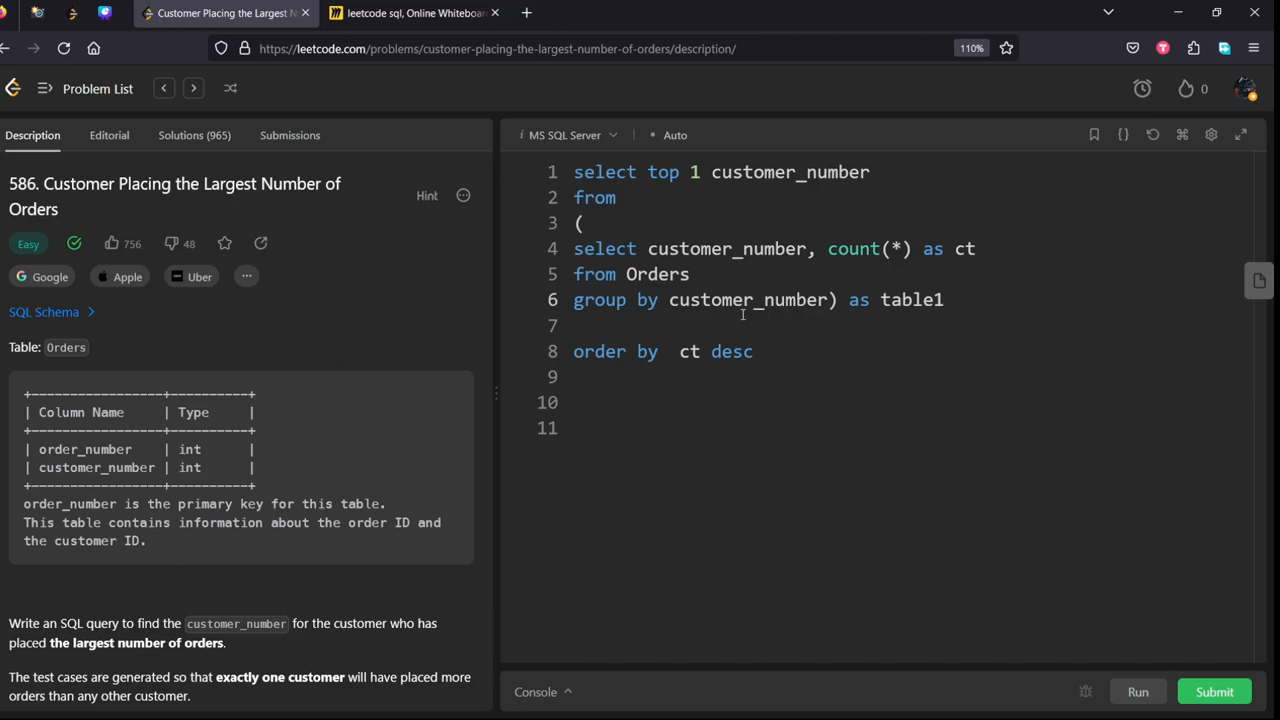 Customer Placing the Largest N
leetcode sql, Online Whiteboard
https://leetcode.com/problems/customer-placing-the-largest-number-of-orders/description/
110%
Problem List
0
Description
Editorial
Solutions (965)
Submissions
586. Customer Placing the Largest Number of
Orders
Hint
Easy
756
48
Google
Apple
Uber
SQL Schema
Table: Orders
+-----------------+----------+
| Column Name     | Type     |
+-----------------+----------+
| order_number    | int      |
| customer_number | int      |
+-----------------+----------+
order_number is the primary key for this table.
This table contains information about the order ID and
the customer ID.
Write an SQL query to find the customer_number for the customer who has
placed the largest number of orders.
The test cases are generated so that exactly one customer will have placed more
orders than any other customer.
i MS SQL Server
Auto
1 select top 1 customer_number
2 from
3 (
4 select customer_number, count(*) as ct
5 from Orders
6 group by customer_number) as table1
7
8 order by  ct desc
9
10
11
Console
Run
Submit